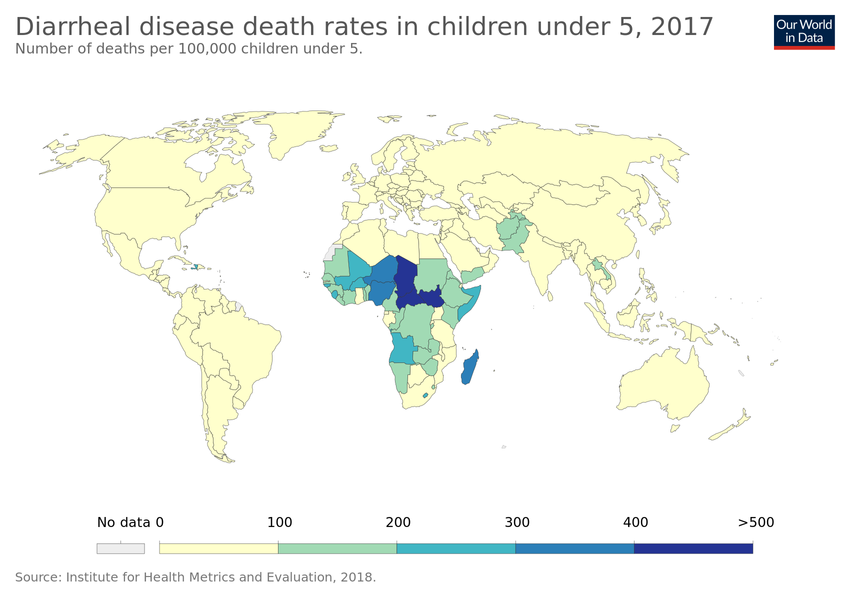 Diarrheal disease death rates in children under 5, 2017
Number of deaths per 100,000 children under 5.
Our World
in Data
No data 0 100 200 300 400 >500
Source: Institute for Health Metrics and Evaluation, 2018.